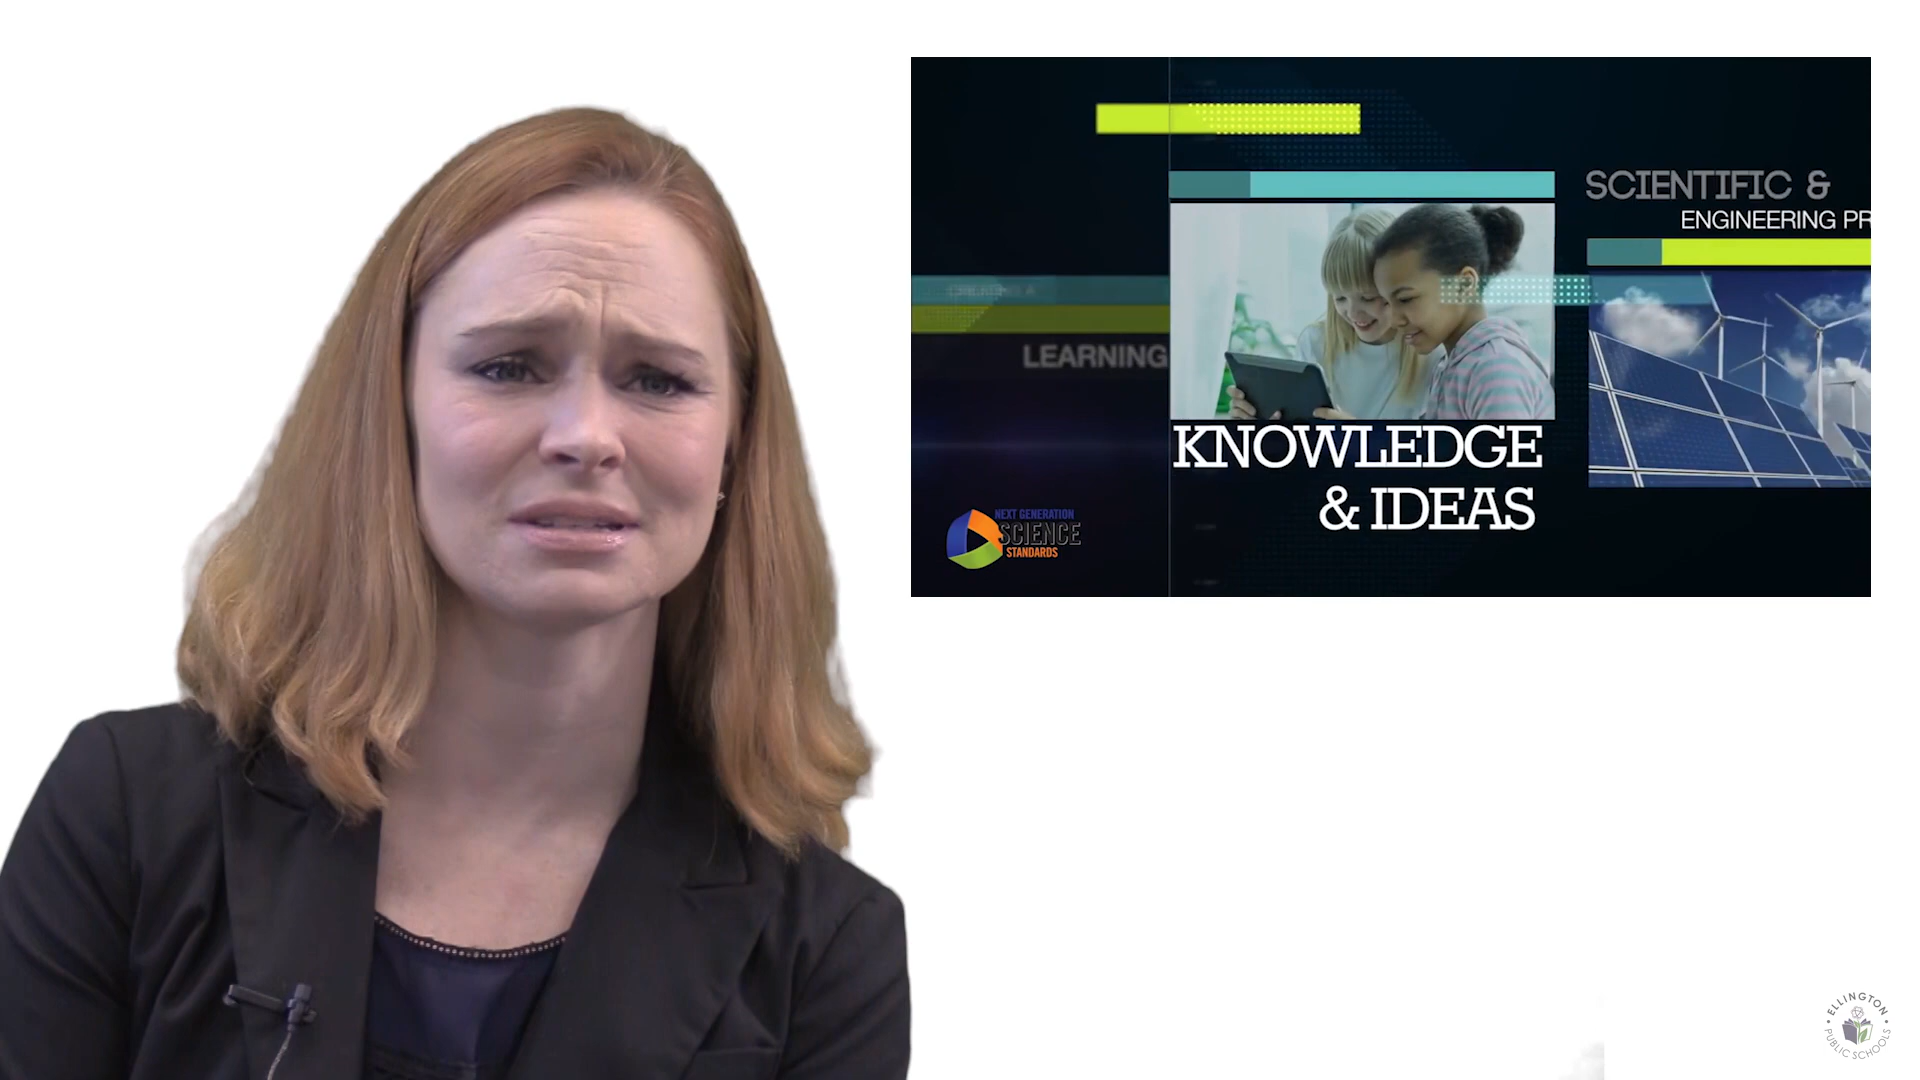 SCIENTIFIC &
ENGINEERING PR
LEARNING
KNOWLEDGE
& IDEAS
NEXT GENERATION
SCIENCE
STANDARDS
• ELLINGTON •
PUBLIC SCHOOLS